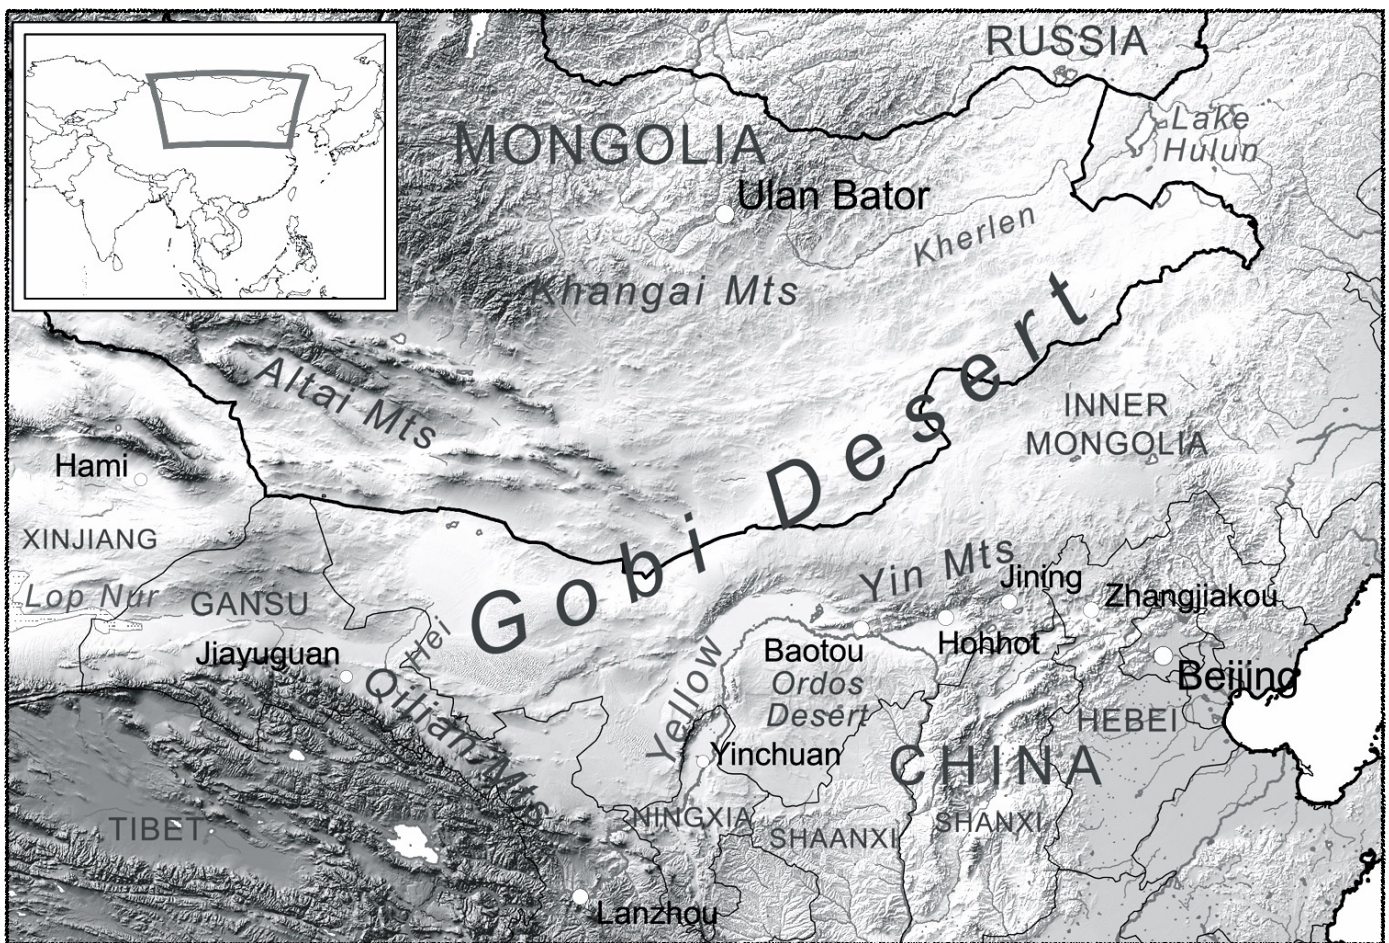 RUSSIA
MONGOLIA
Lake
Hulun
Ulan Bator
Kherlen
Khangai Mts
Altai Mts
Gobi Desert
INNER
MONGOLIA
Hami
XINJIANG
Lop Nur
GANSU
Yin Mts
Jining
Zhangjiakou
Jiayuguan
Hei
Yellow
Baotou
Hohhot
Ordos
Desert
Beijing
Qilian Mts
HEBEI
Yinchuan
CHINA
TIBET
NINGXIA
SHAANXI
SHANXI
Lanzhou